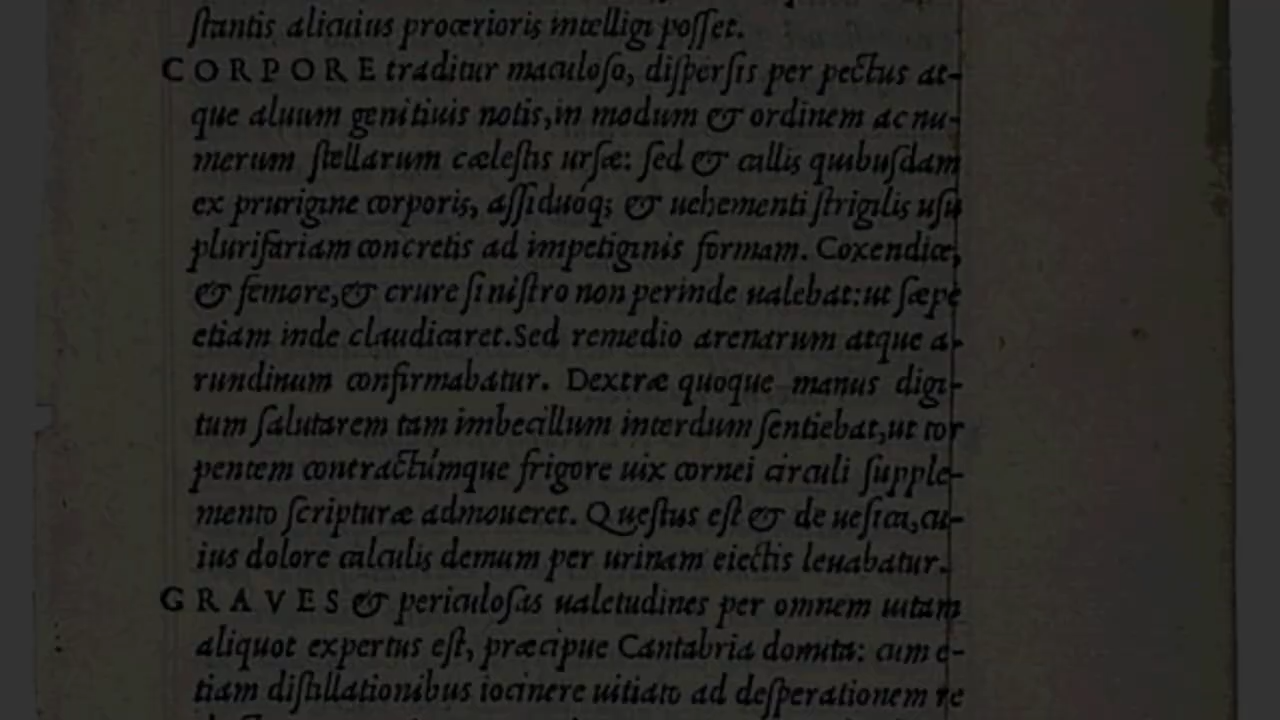 ſtantis alicuius procerioris intelligi poſſet.
CORPORE traditur maculoſo, diſperſis per pectus at-
que aluum genitiuis notis, in modum & ordinem ac nu-
merum ſtellarum cæleſtis urſæ: ſed & callis quibuſdam
ex prurigine corporis, aſſiduóq; & uehementi ſtrigilis uſu
plurifariam concretis ad impetiginis formam. Coxendice,
& femore, & crure ſiniſtro non perinde ualebat: ut ſæpe
etiam inde claudicaret. Sed remedio arenarum atque a-
rundinum confirmabatur. Dextræ quoque manus digi-
tum ſalutarem tam imbecillum interdum ſentiebat, ut tor
pentem contractúmque frigore uix cornei circuli ſupple-
mento ſcripturæ admoueret. Queſtus eſt & de ueſica, cu-
ius dolore calculis demum per urinam eiectis leuabatur.
GRAVES & periculoſas ualetudines per omnem uitam
aliquot expertus eſt, præcipue Cantabria domita: cum e-
tiam diſtillationibus iocinere uitiato ad deſperationem re